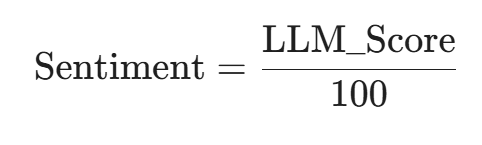 Sentiment = LLM_Score
100